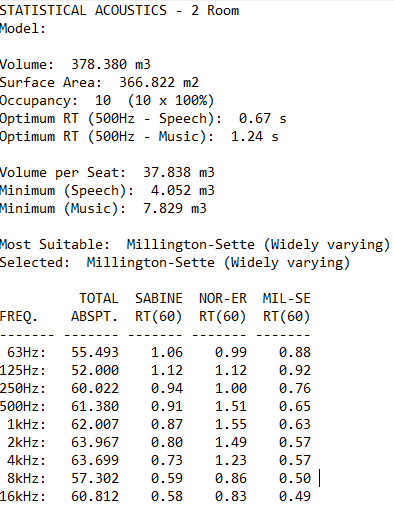 STATISTICAL ACOUSTICS - 2 Room
Model:
Volume:  378.380 m3
Surface Area:  366.822 m2
Occupancy:  10  (10 x 100%)
Optimum RT (500Hz - Speech):  0.67 s
Optimum RT (500Hz - Music):  1.24 s
Volume per Seat:  37.838 m3
Minimum (Speech):  4.052 m3
Minimum (Music):  7.829 m3
Most Suitable:  Millington-Sette (Widely varying)
Selected:  Millington-Sette (Widely varying)
TOTAL  SABINE  NOR-ER  MIL-SE
FREQ.  ABSPT.  RT(60)  RT(60)  RT(60)
------- ------- ------- ------- -------
63Hz:  55.493  1.06  0.99  0.88
125Hz:  52.000  1.12  1.12  0.92
250Hz:  60.022  0.94  1.00  0.76
500Hz:  61.380  0.91  1.51  0.65
1kHz:  62.007  0.87  1.55  0.63
2kHz:  63.967  0.80  1.49  0.57
4kHz:  63.699  0.73  1.23  0.57
8kHz:  57.302  0.59  0.86  0.50
16kHz:  60.812  0.58  0.83  0.49